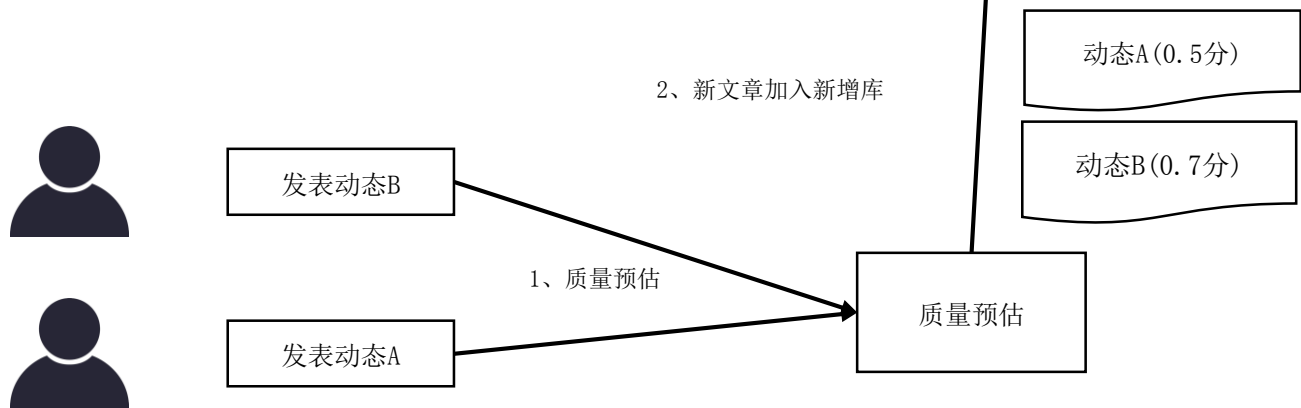 动态A(0.5分)
2、新文章加入新增库
动态B(0.7分)
发表动态B
1、质量预估
质量预估
发表动态A